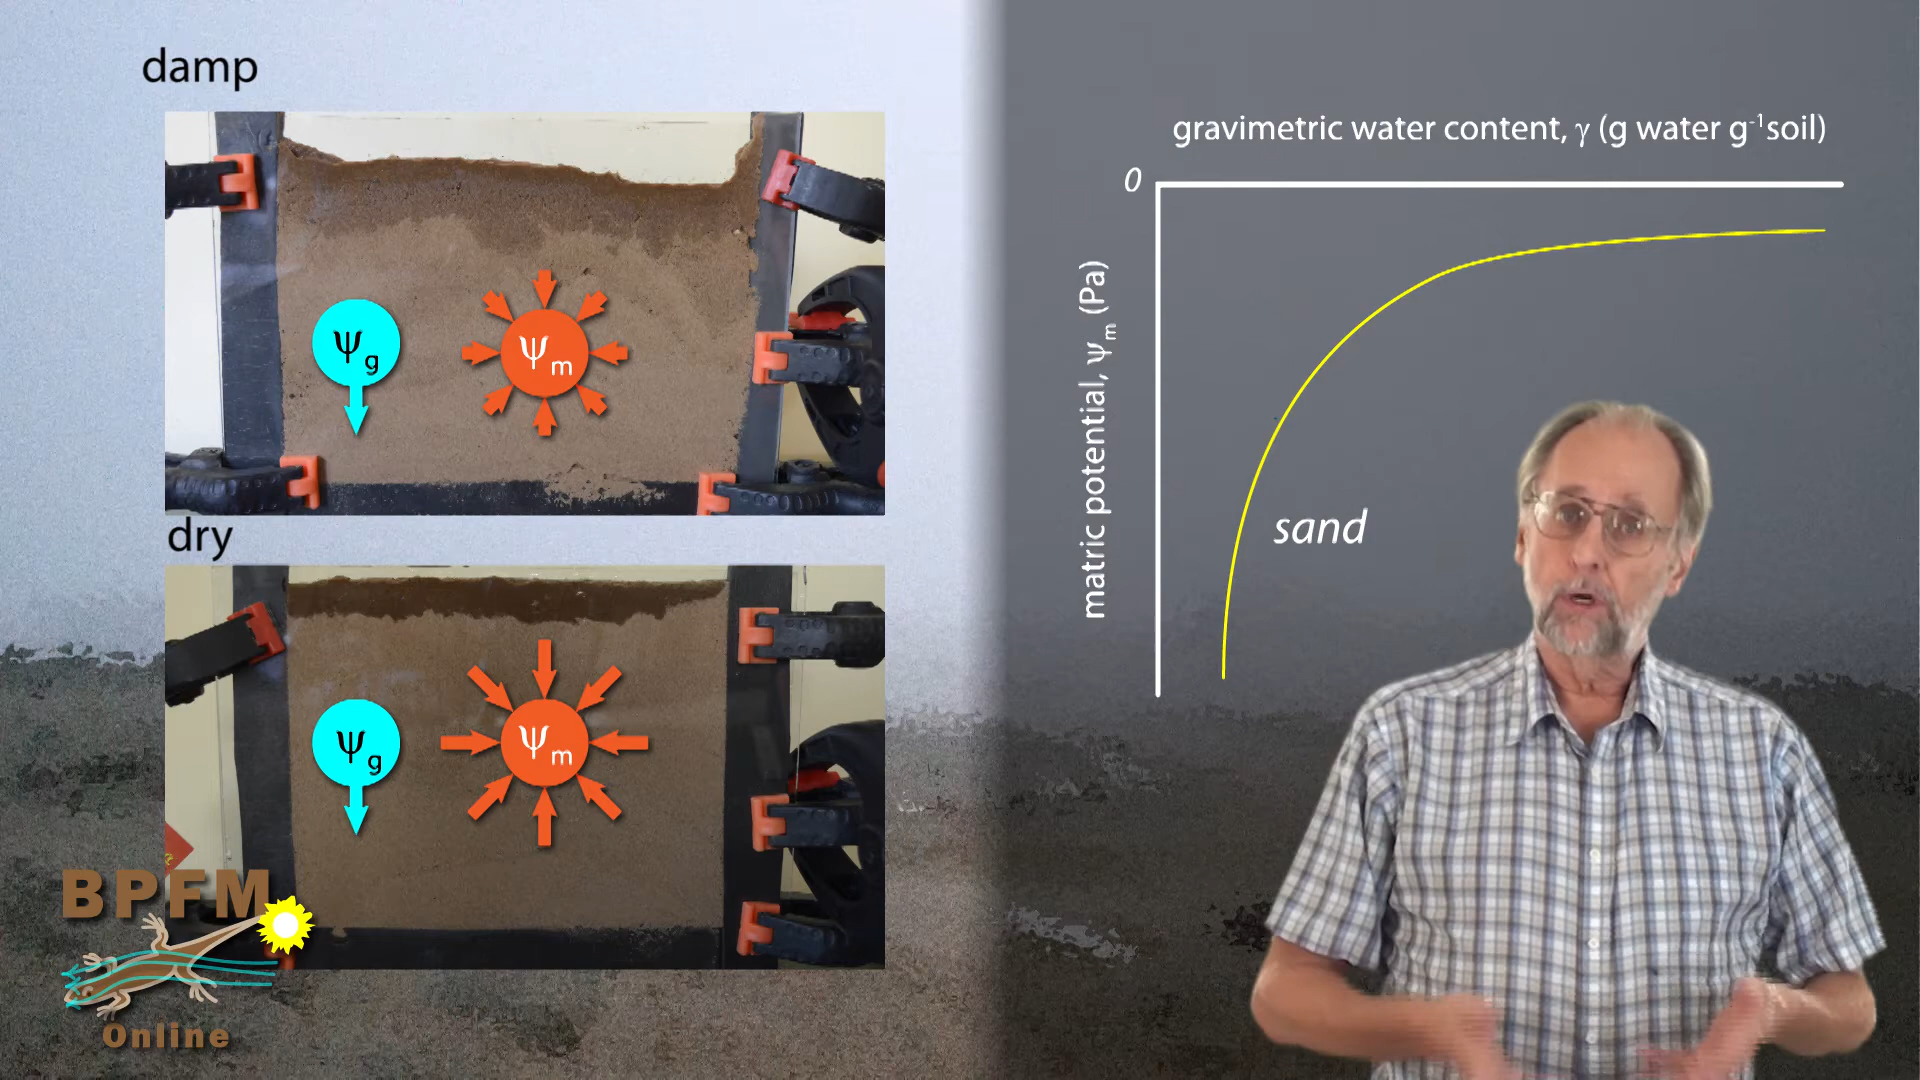 damp
ψg
ψm
dry
ψg
ψm
BPFM
Online
gravimetric water content, γ (g water g⁻¹soil)
0
matric potential, ψm (Pa)
sand